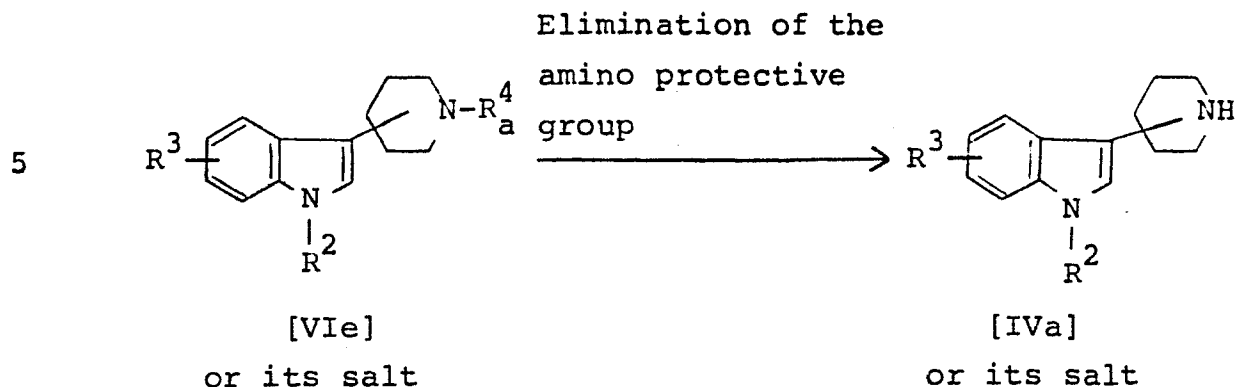 Elimination of the
amino protective
group
N-R⁴ₐ
NH
5
R³
R³
N
N
R²
R²
[VIe]
[IVa]
or its salt
or its salt